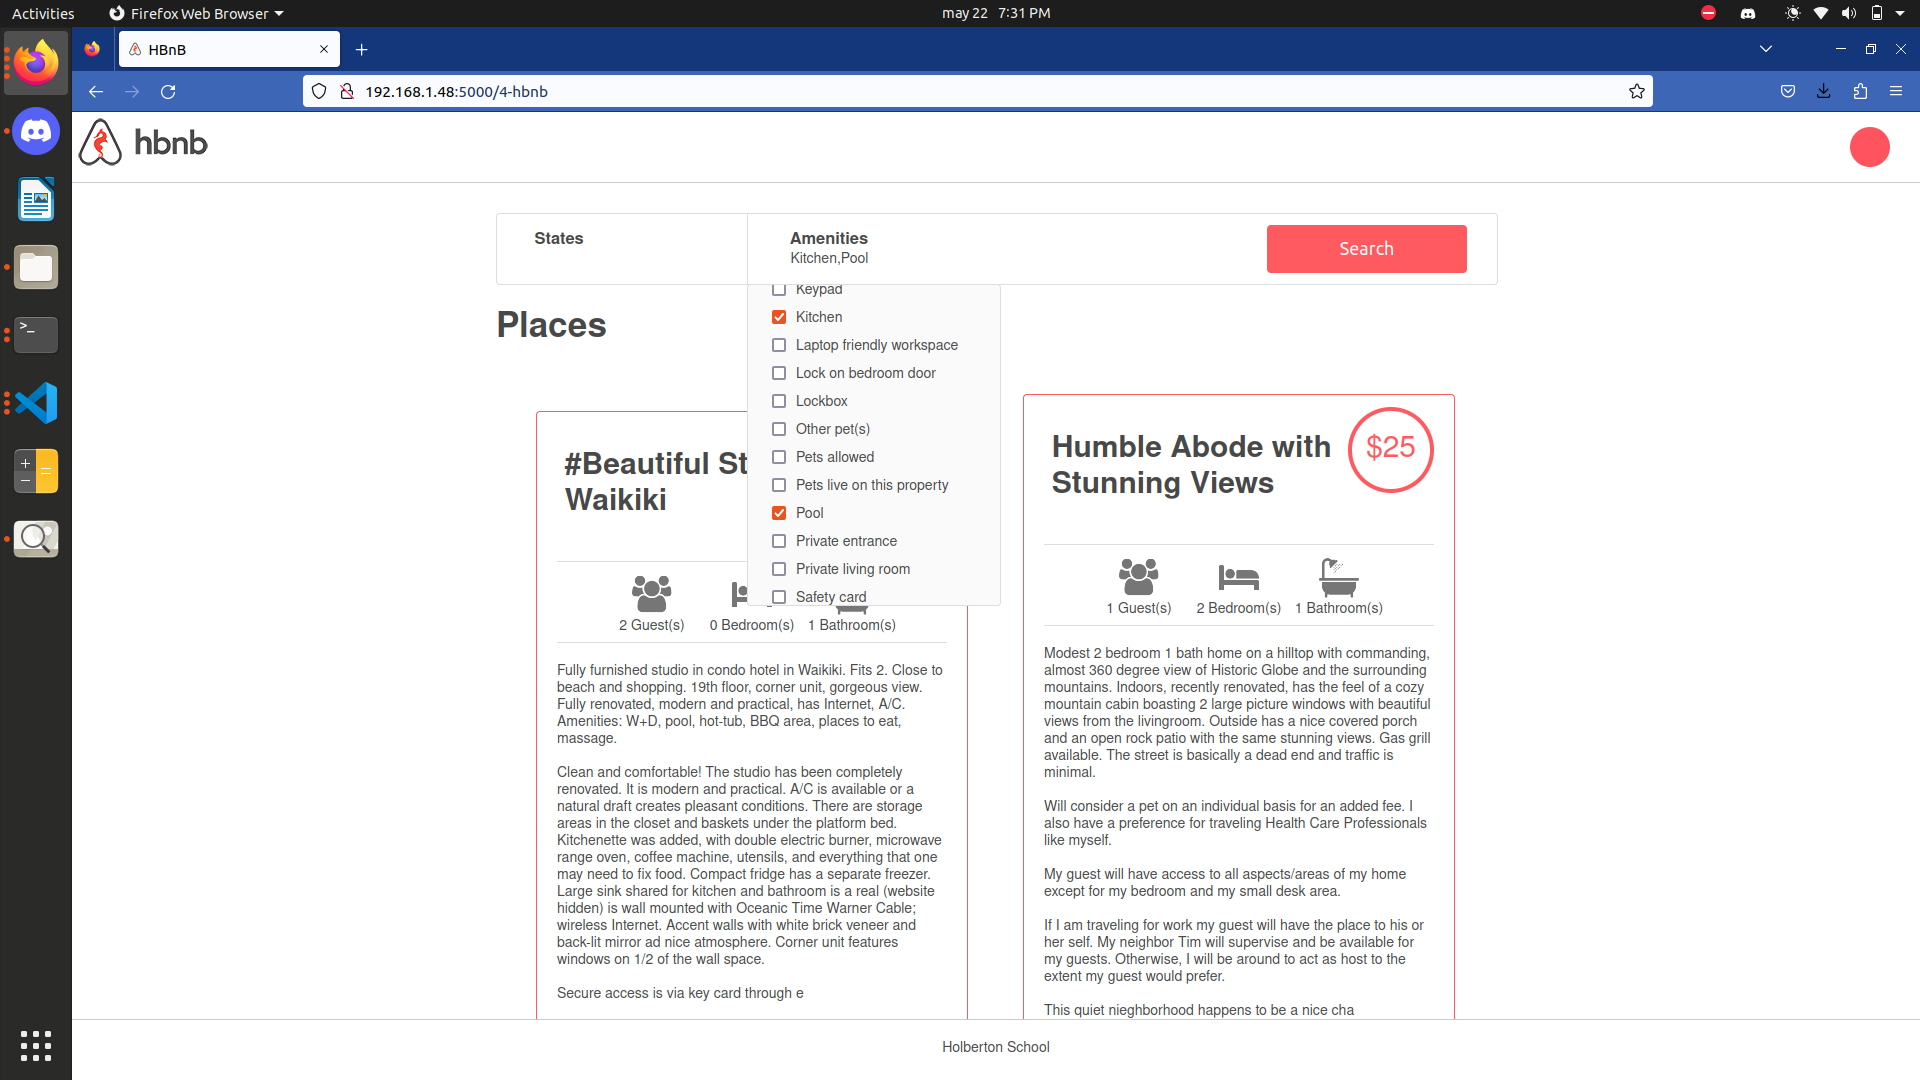 Activities
Firefox Web Browser
may 22 7:31 PM
HBnB
192.168.1.48:5000/4-hbnb
hbnb
States
Amenities
Kitchen,Pool
Search
Keypad
Kitchen
Laptop friendly workspace
Lock on bedroom door
Lockbox
Other pet(s)
Pets allowed
Pets live on this property
Pool
Private entrance
Private living room
Safety card
Places
#Beautiful St
Waikiki
2 Guest(s)
0 Bedroom(s)
1 Bathroom(s)
Fully furnished studio in condo hotel in Waikiki. Fits 2. Close to
beach and shopping. 19th floor, corner unit, gorgeous view.
Fully renovated, modern and practical, has Internet, A/C.
Amenities: W+D, pool, hot-tub, BBQ area, places to eat,
massage.
Clean and comfortable! The studio has been completely
renovated. It is modern and practical. A/C is available or a
natural draft creates pleasant conditions. There are storage
areas in the closet and baskets under the platform bed.
Kitchenette was added, with double electric burner, microwave
range oven, coffee machine, utensils, and everything that one
may need to fix food. Compact fridge has a separate freezer.
Large sink shared for kitchen and bathroom is a real (website
hidden) is wall mounted with Oceanic Time Warner Cable;
wireless Internet. Accent walls with white brick veneer and
back-lit mirror ad nice atmosphere. Corner unit features
windows on 1/2 of the wall space.
Secure access is via key card through e
Humble Abode with
Stunning Views
$25
1 Guest(s)
2 Bedroom(s)
1 Bathroom(s)
Modest 2 bedroom 1 bath home on a hilltop with commanding,
almost 360 degree view of Historic Globe and the surrounding
mountains. Indoors, recently renovated, has the feel of a cozy
mountain cabin boasting 2 large picture windows with beautiful
views from the livingroom. Outside has a nice covered porch
and an open rock patio with the same stunning views. Gas grill
available. The street is basically a dead end and traffic is
minimal.
Will consider a pet on an individual basis for an added fee. I
also have a preference for traveling Health Care Professionals
like myself.
My guest will have access to all aspects/areas of my home
except for my bedroom and my small desk area.
If I am traveling for work my guest will have the place to his or
her self. My neighbor Tim will supervise and be available for
my guests. Otherwise, I will be around to act as host to the
extent my guest would prefer.
This quiet nieghborhood happens to be a nice cha
Holberton School